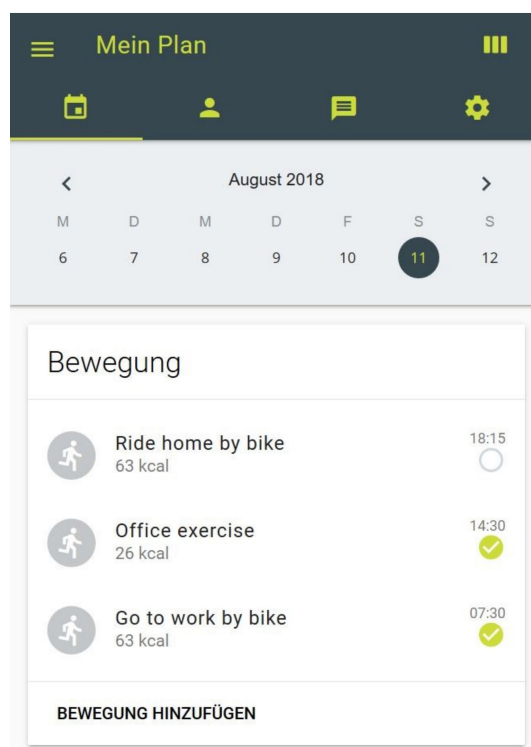 Mein Plan
August 2018
M D M D F S S
6 7 8 9 10 11 12
Bewegung
Ride home by bike 18:15
63 kcal
Office exercise 14:30
26 kcal
Go to work by bike 07:30
63 kcal
BEWEGUNG HINZUFÜGEN